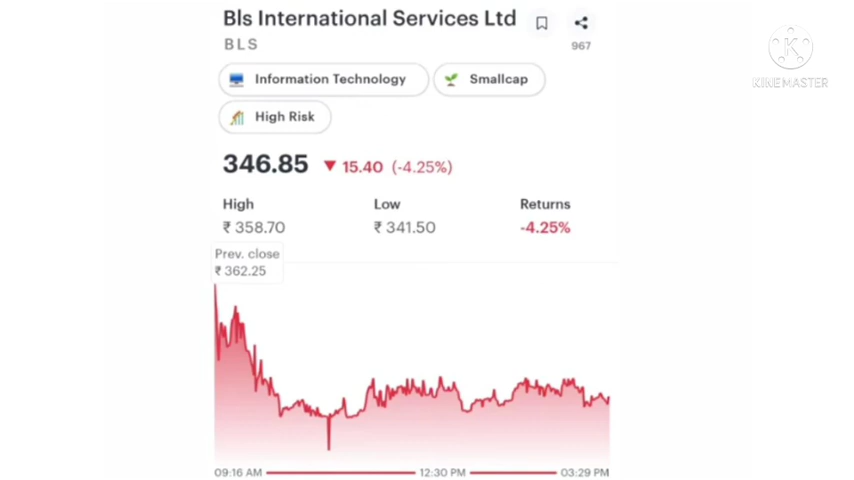 Bls International Services Ltd
BLS
967
KINEMASTER
Information Technology
Smallcap
High Risk
346.85 ▼ 15.40 (-4.25%)
High Low Returns
₹ 358.70 ₹ 341.50 -4.25%
Prev. close
₹ 362.25
09:16 AM 12:30 PM 03:29 PM